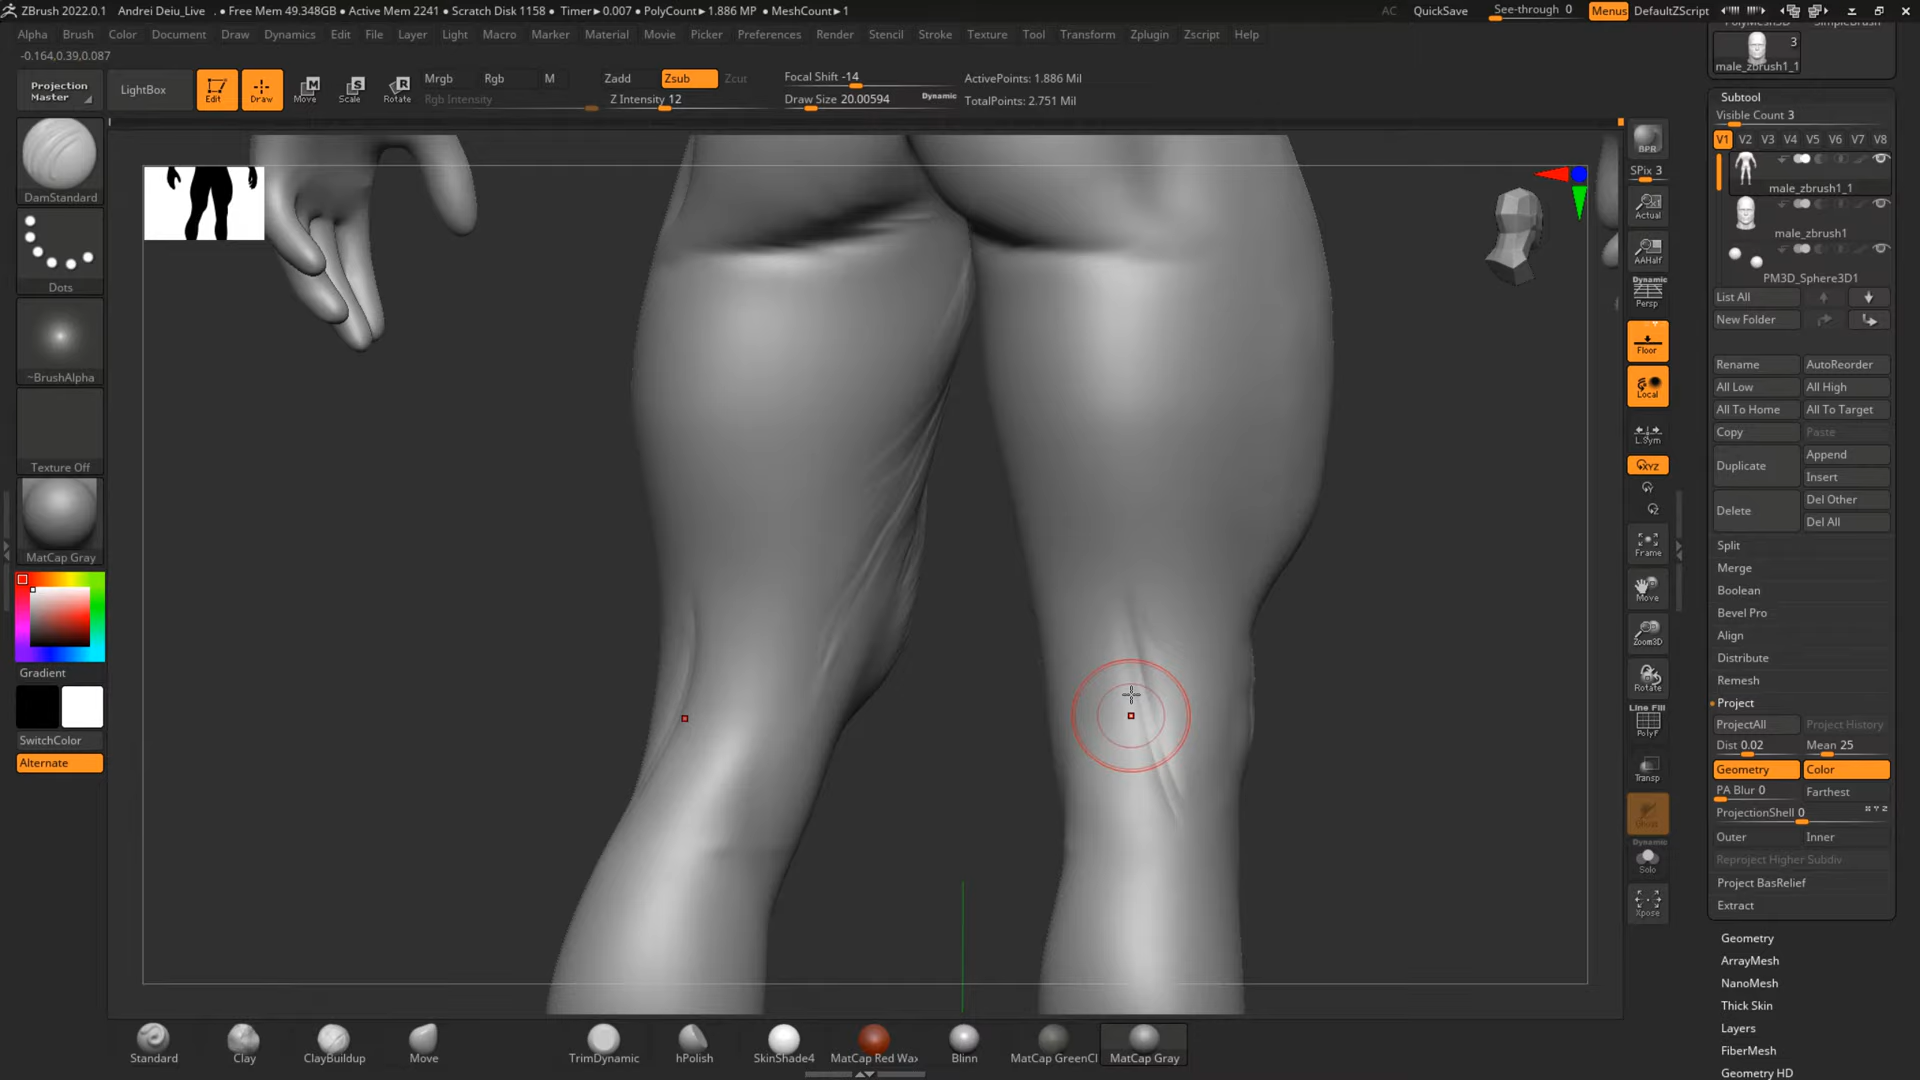 ZBrush 2022.0.1 Andrei Deiu_Live . • Free Mem 49.348GB • Active Mem 2241 • Scratch Disk 1158 • Timer▸0.007 • PolyCount▸1.886 MP • MeshCount▸1
AC QuickSave See-through 0 Menus DefaultZScript
Alpha Brush Color Document Draw Dynamics Edit File Layer Light Macro Marker Material Movie Picker Preferences Render Stencil Stroke Texture Tool Transform Zplugin Zscript Help
-0.164,0.39,0.087
Projection Master
LightBox
Edit
Draw
Move
Scale
Rotate
Mrgb Rgb M
Rgb Intensity
Zadd Zsub Zcut
Z Intensity 12
Focal Shift -14
Draw Size 20.00594
Dynamic
ActivePoints: 1.886 Mil
TotalPoints: 2.751 Mil
DamStandard
Dots
~BrushAlpha
Texture Off
MatCap Gray
Gradient
SwitchColor
Alternate
BPR
SPix 3
Actual
AAHalf
Dynamic
Persp
Floor
Local
L.Sym
XYZ
Y
Z
Frame
Move
Zoom3D
Rotate
Line Fill
PolyF
Transp
Ghost
Dynamic
Solo
Xpose
3
male_zbrush1_1
Subtool
Visible Count 3
V1 V2 V3 V4 V5 V6 V7 V8
male_zbrush1_1
male_zbrush1
PM3D_Sphere3D1
List All
New Folder
Rename AutoReorder
All Low All High
All To Home All To Target
Copy Paste
Duplicate Append
Insert
Delete Del Other
Del All
Split
Merge
Boolean
Bevel Pro
Align
Distribute
Remesh
Project
ProjectAll Project History
Dist 0.02 Mean 25
Geometry Color
PA Blur 0 Farthest
ProjectionShell 0 X Y Z
Outer Inner
Reproject Higher Subdiv
Project BasRelief
Extract
Geometry
ArrayMesh
NanoMesh
Thick Skin
Layers
FiberMesh
Geometry HD
Standard Clay ClayBuildup Move TrimDynamic hPolish SkinShade4 MatCap Red Wax Blinn MatCap GreenCl MatCap Gray